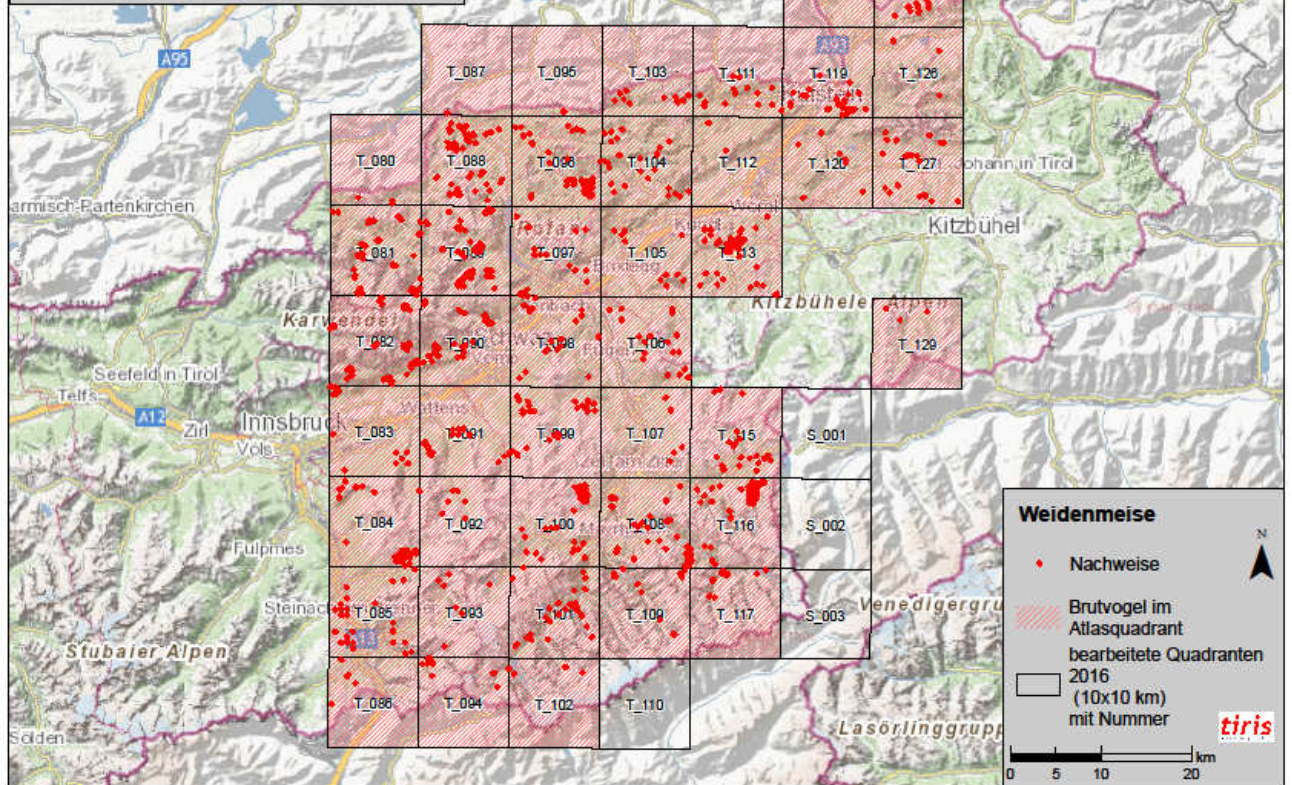 A95
A93
T_087
T_095
T_103
T_111
T_119
T_126
T_080
T_088
T_096
T_104
T_112
T_120
T_127
Johann in Tirol
armisch-Partenkirchen
Kitzbühel
T_081
T_097
T_105
T_113
Kitzbüheler Alpen
Karwendel
T_082
T_090
T_098
T_106
T_129
Seefeld in Tirol
Telfs
A12
Zirl
Innsbruck
Völs
Wattens
T_083
T_091
T_099
T_107
T_115
S_001
T_084
T_092
T_100
T_108
T_116
S_002
Fulpmes
T_085
T_093
T_101
T_109
T_117
S_003
Venedigergru
Stubaier Alpen
T_086
T_094
T_102
T_110
Sölden
Lasörlinggrupp
Weidenmeise
N
Nachweise
Brutvogel im
Atlasquadrant
bearbeitete Quadranten
2016
(10x10 km)
mit Nummer
tiris
km
0 5 10 20